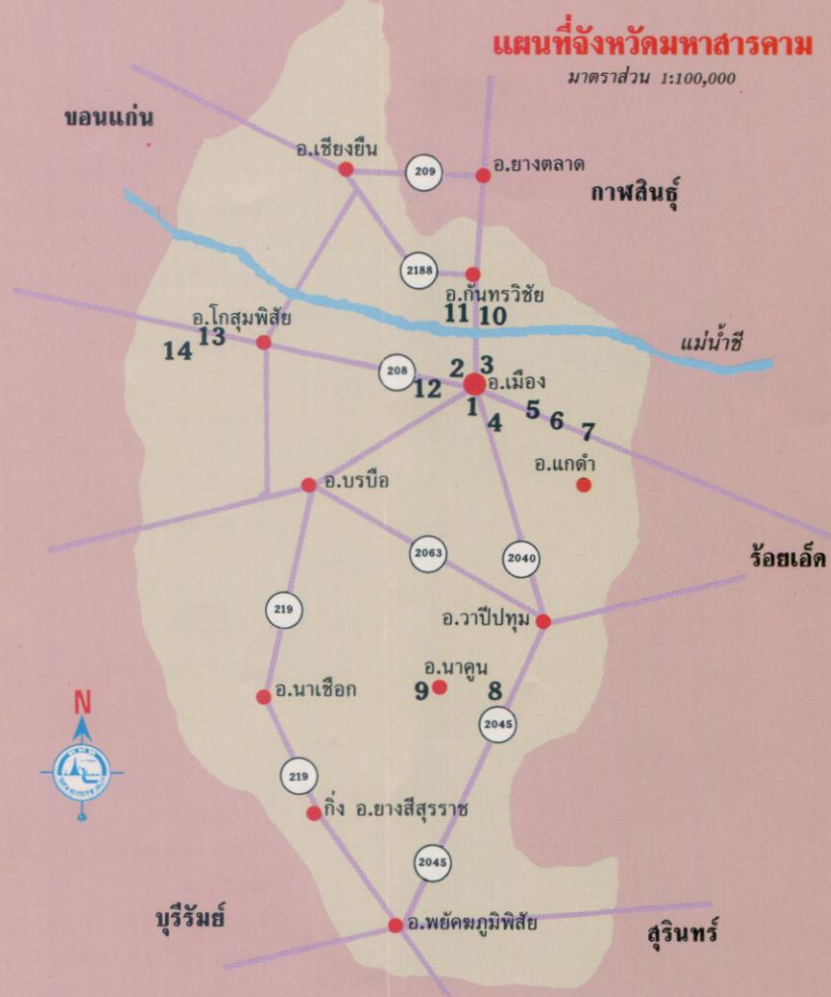 แผนที่จังหวัดมหาสารคาม
มาตราส่วน 1:100,000
ขอนแก่น
อ.เชียงยืน
209
อ.ยางตลาด
กาฬสินธุ์
2188
อ.กันทรวิชัย
11 10
อ.โกสุมพิสัย
14 13
แม่น้ำชี
208
12
2 3
อ.เมือง
1 4 5 6 7
อ.แกดำ
อ.บรบือ
2063
2040
ร้อยเอ็ด
219
อ.วาปีปทุม
อ.นาดูน
9 8
อ.นาเชือก
2045
N
219
กิ่ง อ.ยางสีสุรราช
2045
บุรีรัมย์
อ.พยัคฆภูมิพิสัย
สุรินทร์